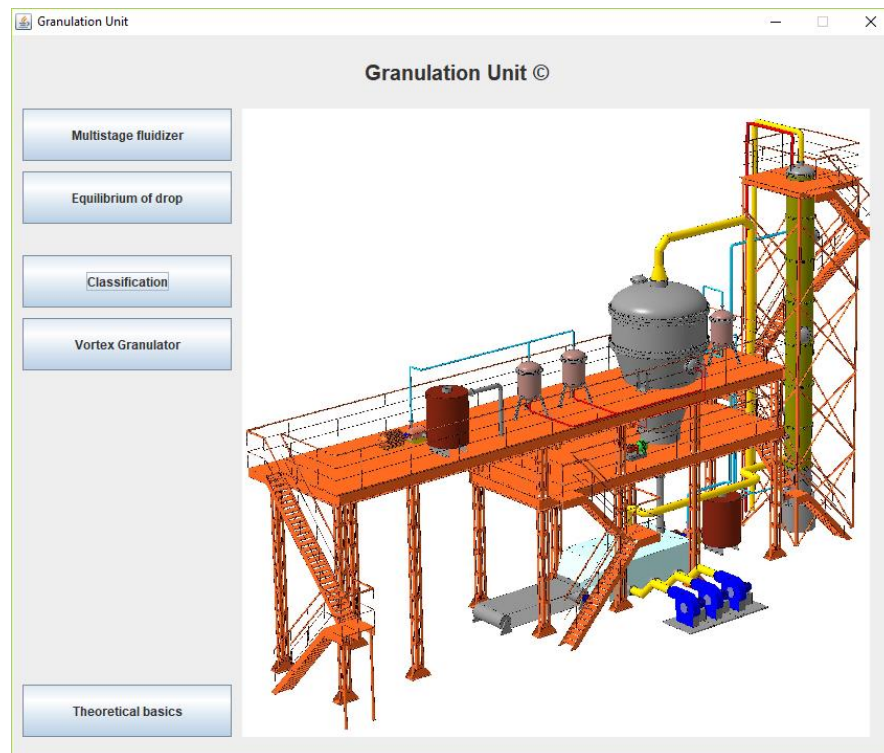 Granulation Unit
Granulation Unit ©
Multistage fluidizer
Equilibrium of drop
Classification
Vortex Granulator
Theoretical basics